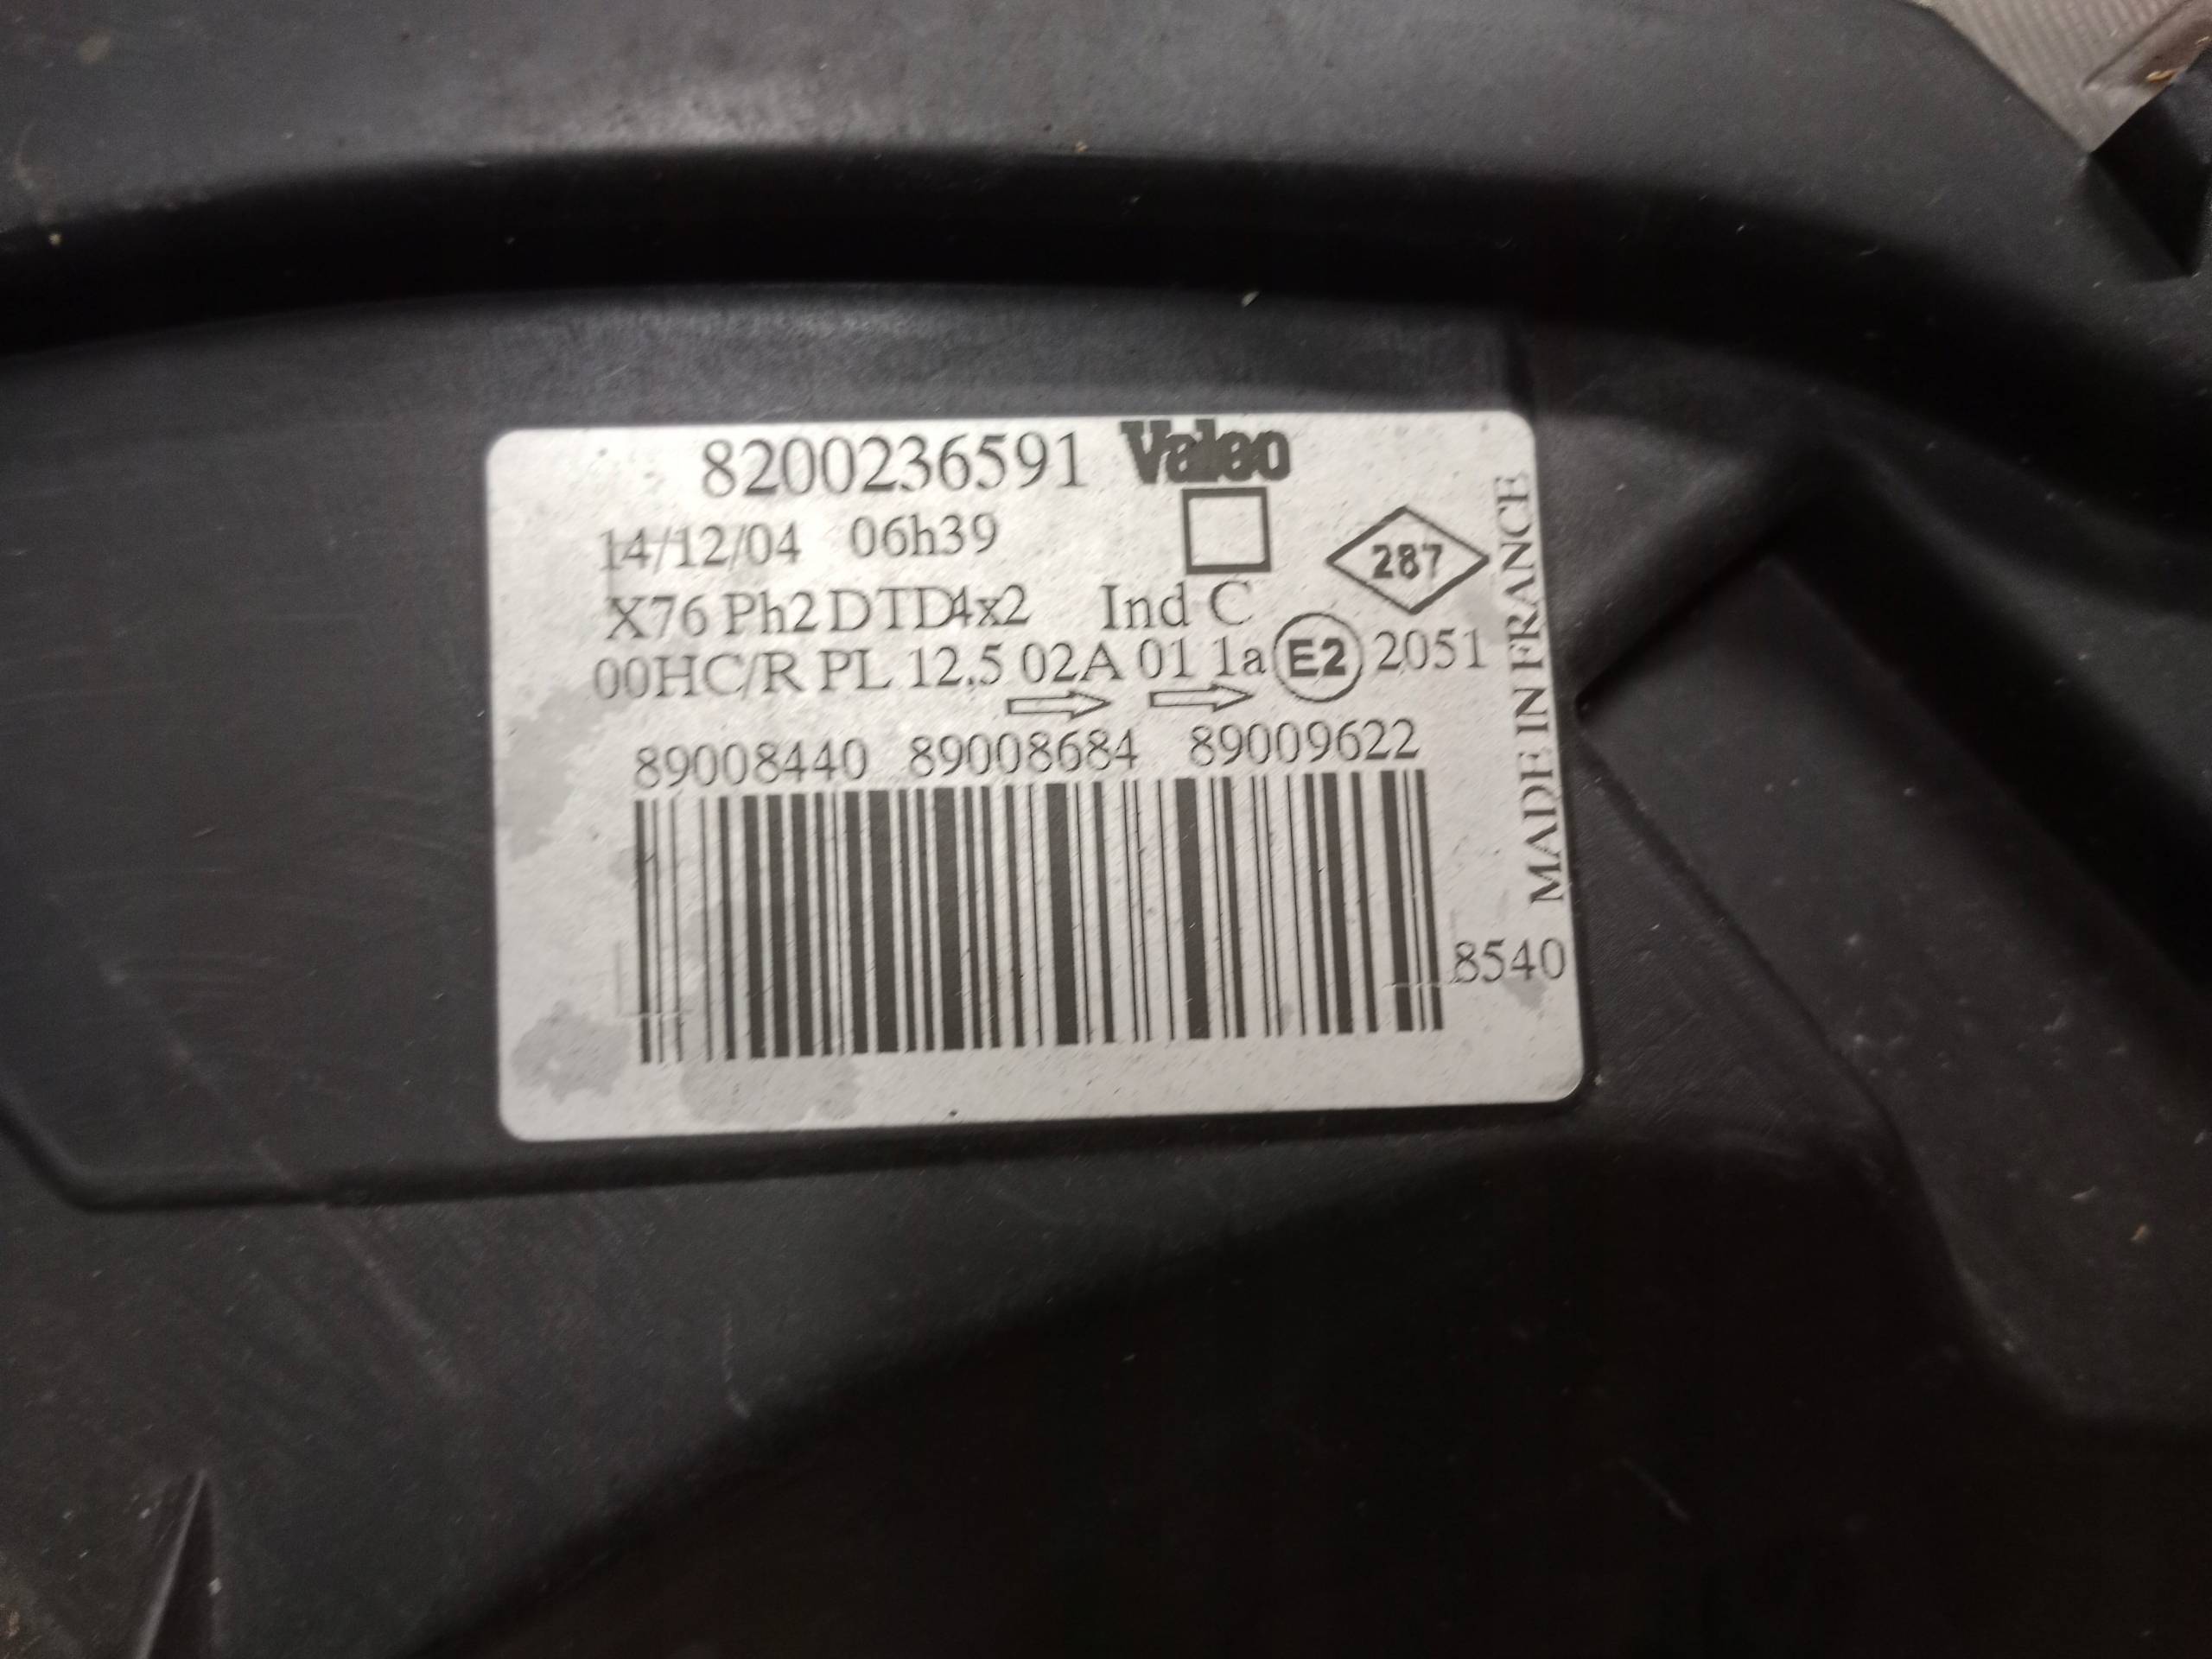 8200236591 Valeo
14/12/04 06h39
287
X76 Ph2 DTD4x2 Ind C
00HC/R PL 12.5 02A 01 1a E2 2051
89008440 89008684 89009622
8540
MADE IN FRANCE